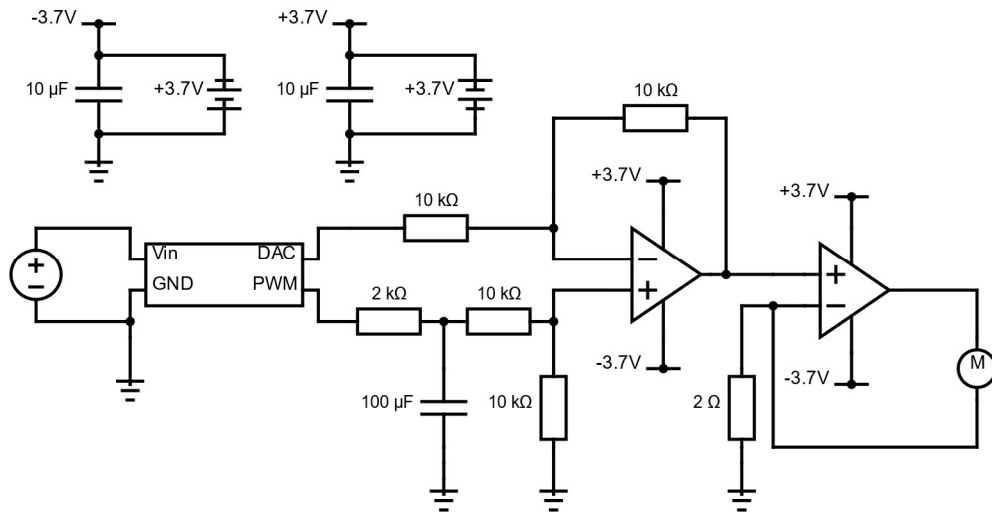 -3.7V
+3.7V
10 µF
+3.7V
10 µF
+3.7V
10 kΩ
+3.7V
+3.7V
10 kΩ
Vin
DAC
GND
PWM
2 kΩ
10 kΩ
-3.7V
-3.7V
M
100 µF
10 kΩ
2 Ω